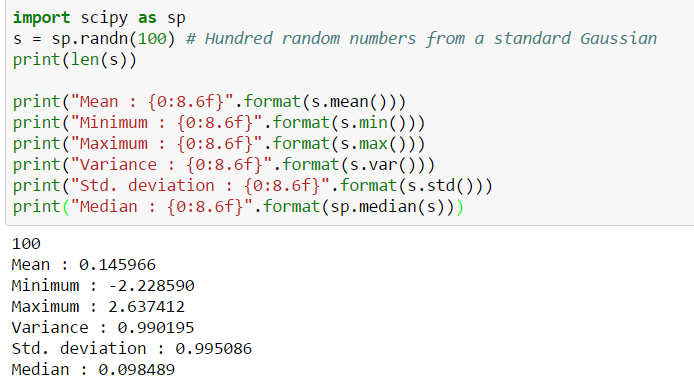 import scipy as sp
s = sp.randn(100) # Hundred random numbers from a standard Gaussian
print(len(s))
print("Mean : {0:8.6f}".format(s.mean()))
print("Minimum : {0:8.6f}".format(s.min()))
print("Maximum : {0:8.6f}".format(s.max()))
print("Variance : {0:8.6f}".format(s.var()))
print("Std. deviation : {0:8.6f}".format(s.std()))
print("Median : {0:8.6f}".format(sp.median(s)))
100
Mean : 0.145966
Minimum : -2.228590
Maximum : 2.637412
Variance : 0.990195
Std. deviation : 0.995086
Median : 0.098489